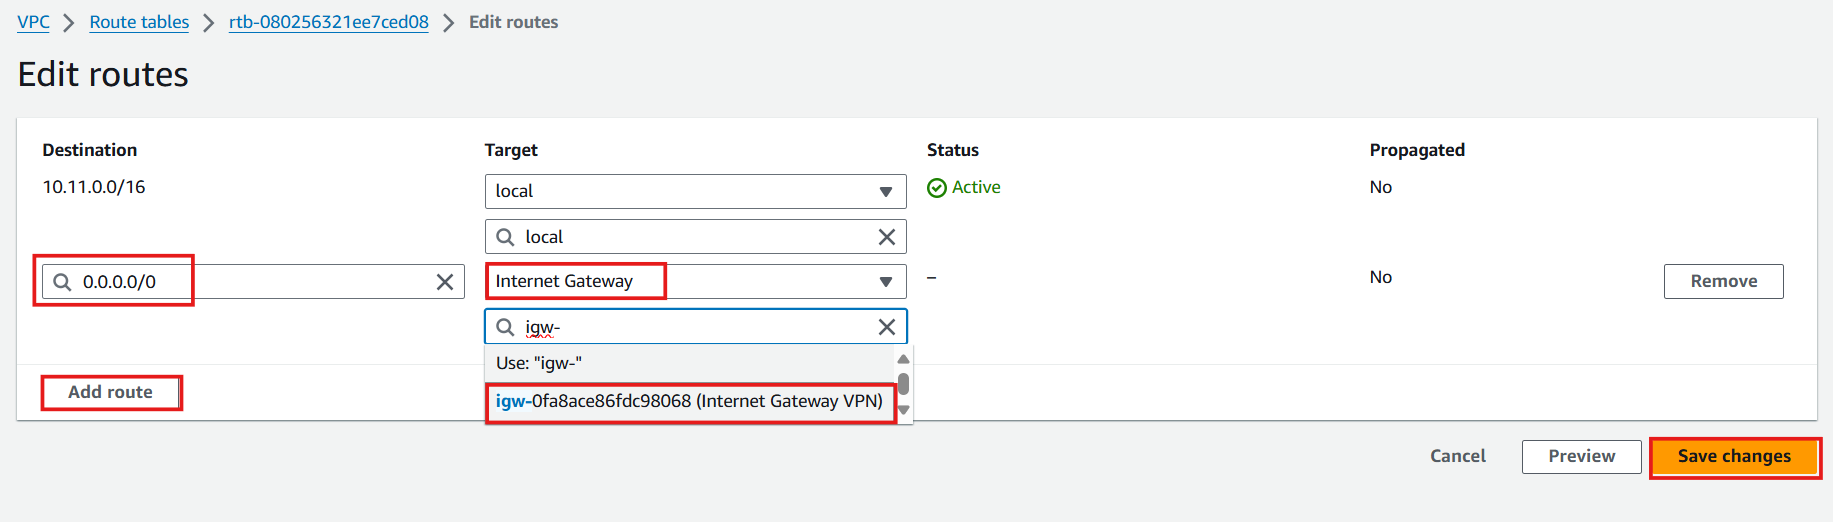 VPC > Route tables > rtb-080256321ee7ced08 > Edit routes
Edit routes
Destination Target Status Propagated
10.11.0.0/16 local Active No
local
0.0.0.0/0 Internet Gateway – No Remove
igw-
Use: "igw-"
Add route
igw-0fa8ace86fdc98068 (Internet Gateway VPN)
Cancel Preview Save changes